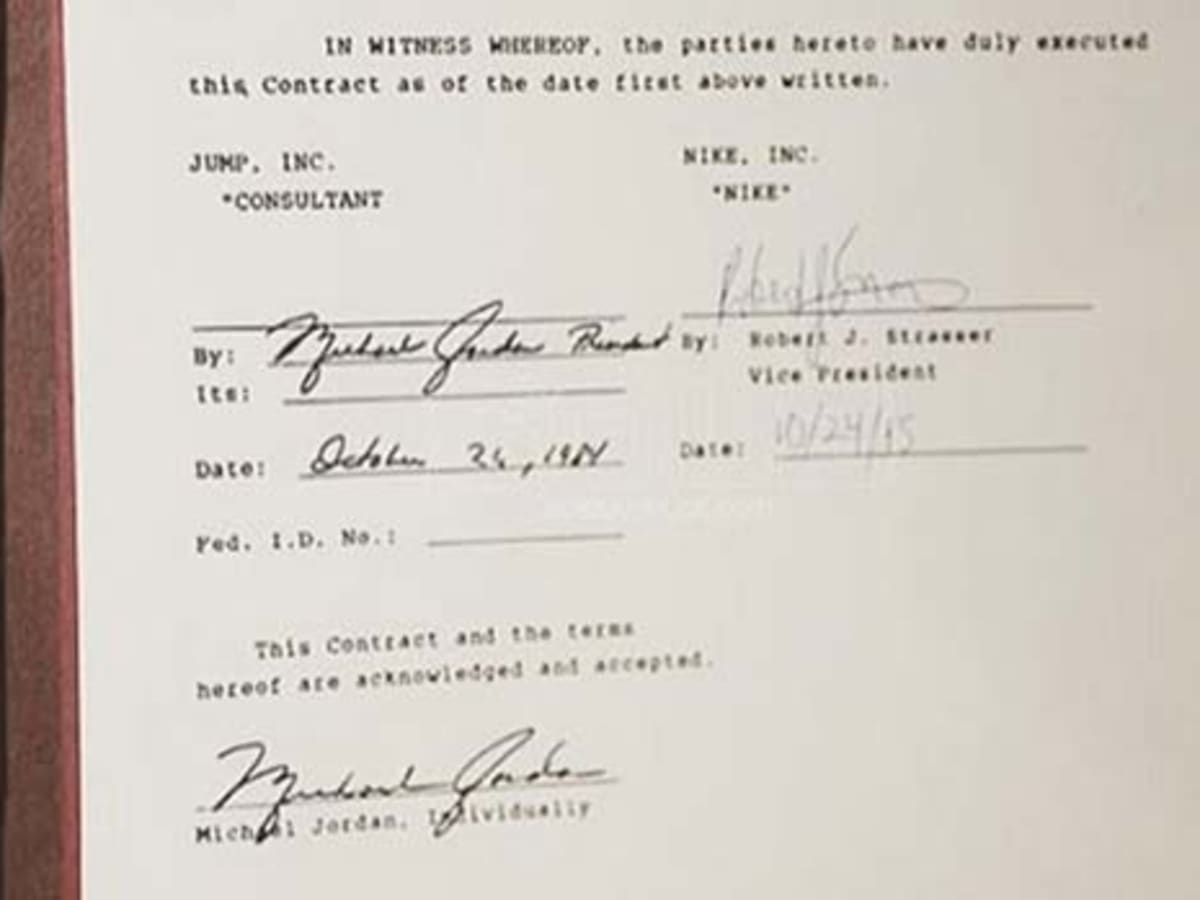 IN WITNESS WHEREOF, the parties hereto have duly executed
this Contract as of the date first above written.
JUMP, INC.
"CONSULTANT
NIKE, INC.
"NIKE"
By: Michael Jordan President
Its:
Date: October 26, 1984
Fed. I.D. No.:
By: Robert J. Strasser
Vice President
Date: 10/24/
This Contract and the terms
hereof are acknowledged and accepted.
Michael Jordan
Michael Jordan, Individually